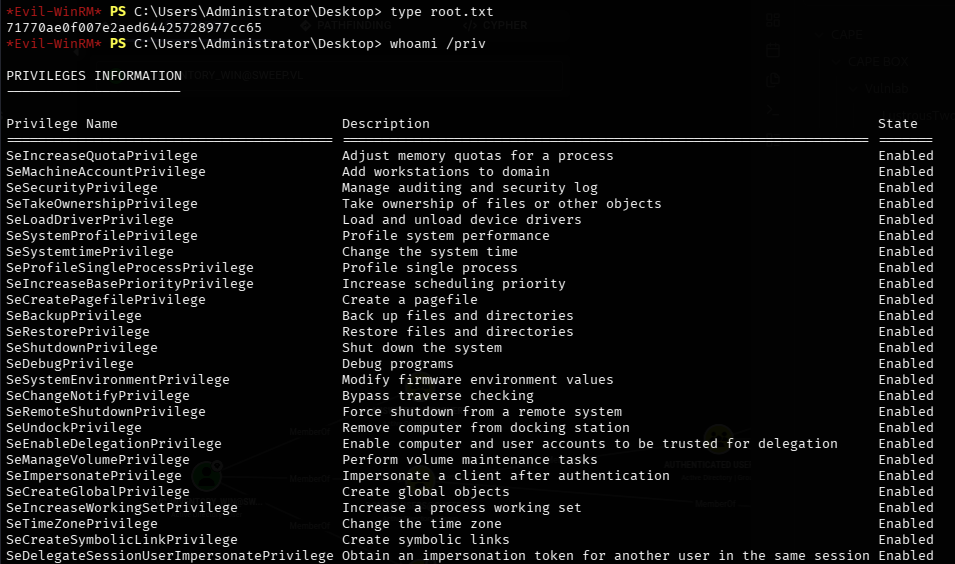 *Evil-WinRM* PS C:\Users\Administrator\Desktop> type root.txt
71770ae0f007e2aed64425728977cc65
*Evil-WinRM* PS C:\Users\Administrator\Desktop> whoami /priv
PRIVILEGES INFORMATION
Privilege Name Description State
SeIncreaseQuotaPrivilege Adjust memory quotas for a process Enabled
SeMachineAccountPrivilege Add workstations to domain Enabled
SeSecurityPrivilege Manage auditing and security log Enabled
SeTakeOwnershipPrivilege Take ownership of files or other objects Enabled
SeLoadDriverPrivilege Load and unload device drivers Enabled
SeSystemProfilePrivilege Profile system performance Enabled
SeSystemtimePrivilege Change the system time Enabled
SeProfileSingleProcessPrivilege Profile single process Enabled
SeIncreaseBasePriorityPrivilege Increase scheduling priority Enabled
SeCreatePagefilePrivilege Create a pagefile Enabled
SeBackupPrivilege Back up files and directories Enabled
SeRestorePrivilege Restore files and directories Enabled
SeShutdownPrivilege Shut down the system Enabled
SeDebugPrivilege Debug programs Enabled
SeSystemEnvironmentPrivilege Modify firmware environment values Enabled
SeChangeNotifyPrivilege Bypass traverse checking Enabled
SeRemoteShutdownPrivilege Force shutdown from a remote system Enabled
SeUndockPrivilege Remove computer from docking station Enabled
SeEnableDelegationPrivilege Enable computer and user accounts to be trusted for delegation Enabled
SeManageVolumePrivilege Perform volume maintenance tasks Enabled
SeImpersonatePrivilege Impersonate a client after authentication Enabled
SeCreateGlobalPrivilege Create global objects Enabled
SeIncreaseWorkingSetPrivilege Increase a process working set Enabled
SeTimeZonePrivilege Change the time zone Enabled
SeCreateSymbolicLinkPrivilege Create symbolic links Enabled
SeDelegateSessionUserImpersonatePrivilege Obtain an impersonation token for another user in the same session Enabled